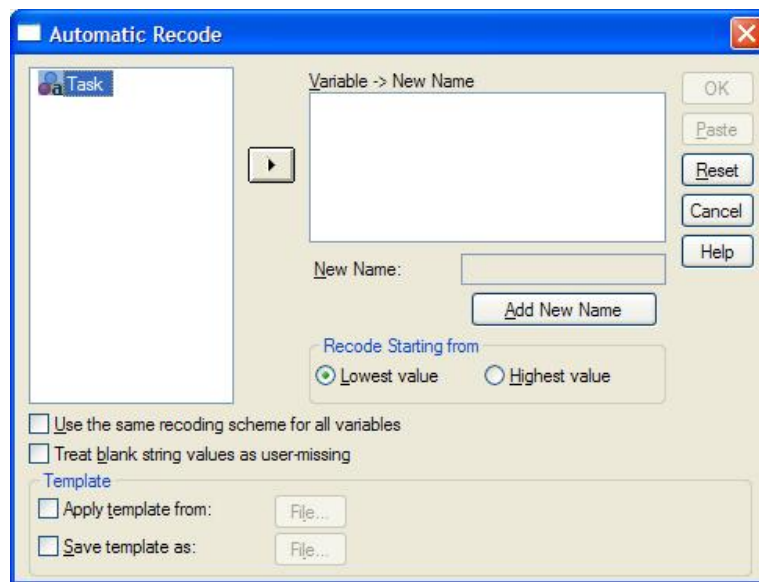 Automatic Recode
Task
Variable -> New Name
OK
Paste
Reset
Cancel
Help
New Name:
Add New Name
Recode Starting from
Lowest value
Highest value
Use the same recoding scheme for all variables
Treat blank string values as user-missing
Template
Apply template from:
File...
Save template as:
File...